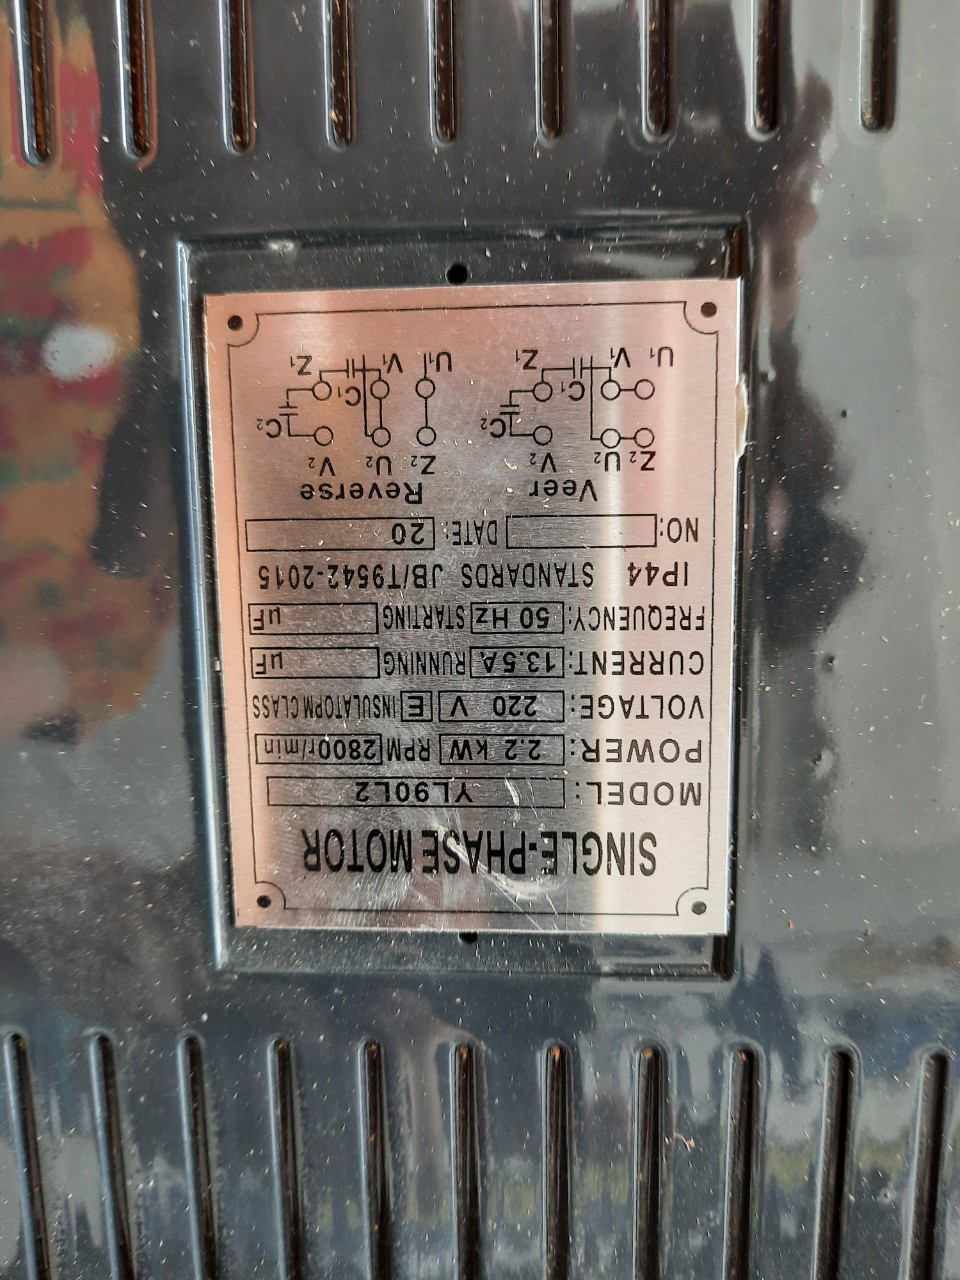 SINGLE-PHASE MOTOR
MODEL: YL90L2
POWER: 2.2 kW RPM 2800r/min
VOLTAGE: 220 V E INSULATOPM CLASS
CURRENT: 13.5A RUNNING uF
FREQUENCY: 50 Hz STARTING uF
IP44 STANDARDS JB/T9542-2015
NO: DATE: 20
Veer Reverse
Z2 U2 V2 Z2 U2 V2
C2 C2
C1 C1
U1 V1 Z1 U1 V1 Z1